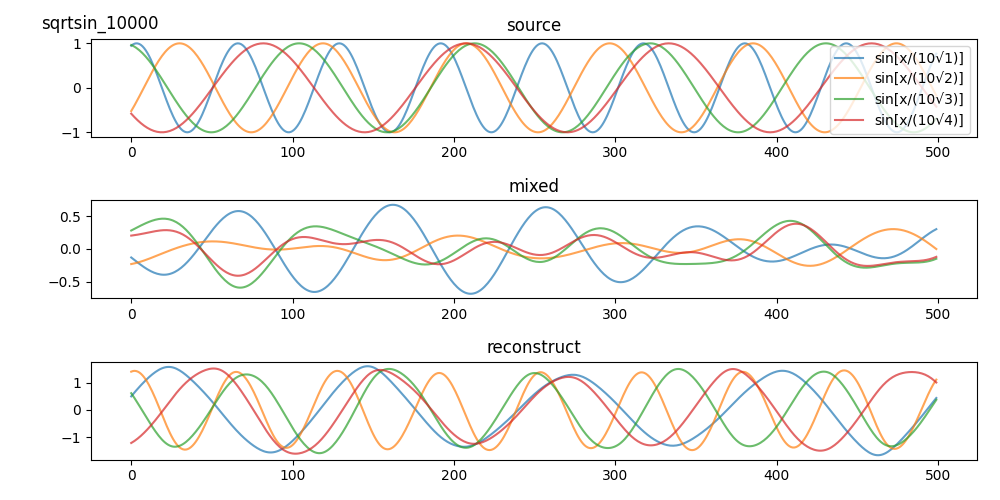 sqrtsin_10000
source
1
0
−1
sin[x/(10√1)]
sin[x/(10√2)]
sin[x/(10√3)]
sin[x/(10√4)]
0 100 200 300 400 500
mixed
0.5
0.0
−0.5
0 100 200 300 400 500
reconstruct
1
0
−1
0 100 200 300 400 500